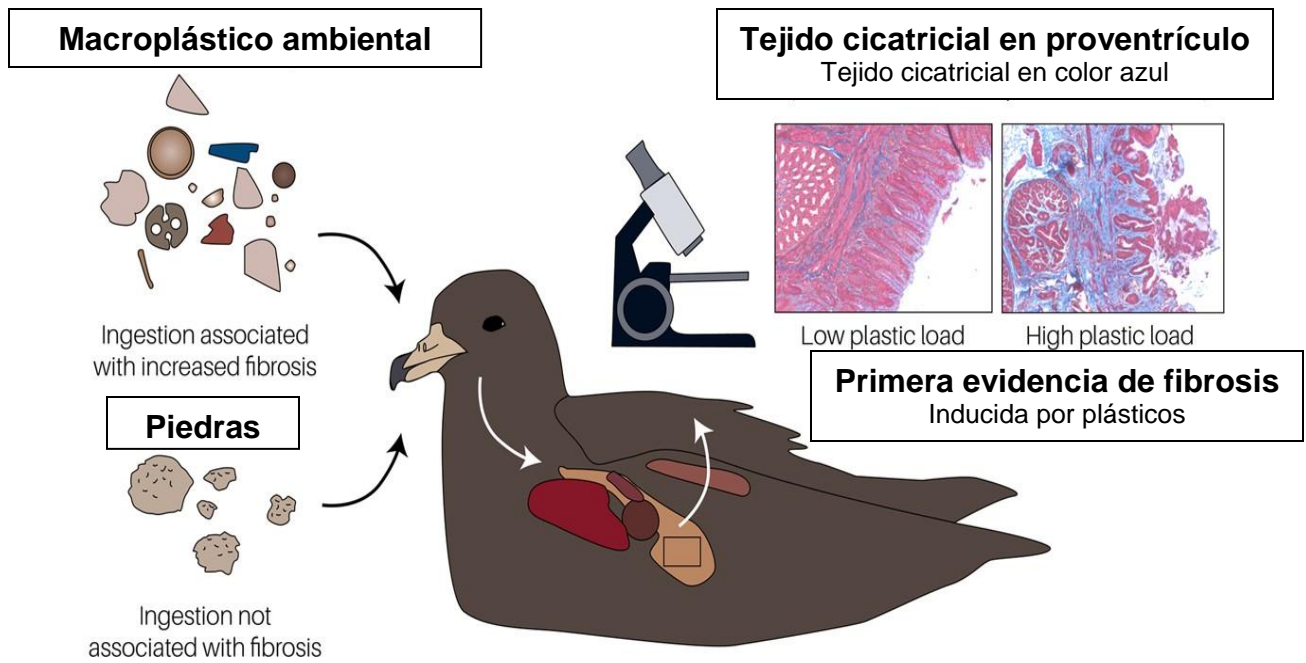 Macroplástico ambiental
Tejido cicatricial en proventrículo
Tejido cicatricial en color azul
Ingestion associated
with increased fibrosis
Low plastic load
High plastic load
Primera evidencia de fibrosis
Inducida por plásticos
Piedras
Ingestion not
associated with fibrosis